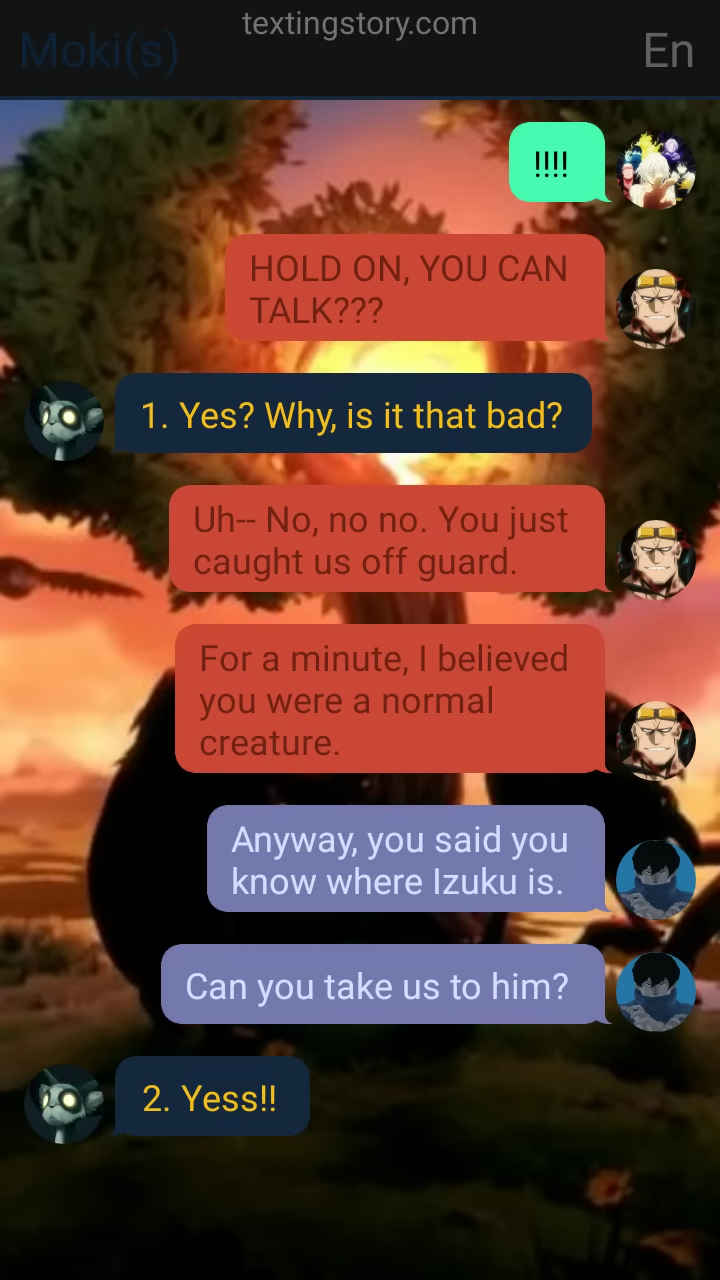 textingstory.com
Moki(s)
En
!!!!
HOLD ON, YOU CAN
TALK???
1. Yes? Why, is it that bad?
Uh-- No, no no. You just
caught us off guard.
For a minute, I believed
you were a normal
creature.
Anyway, you said you
know where Izuku is.
Can you take us to him?
2. Yess!!